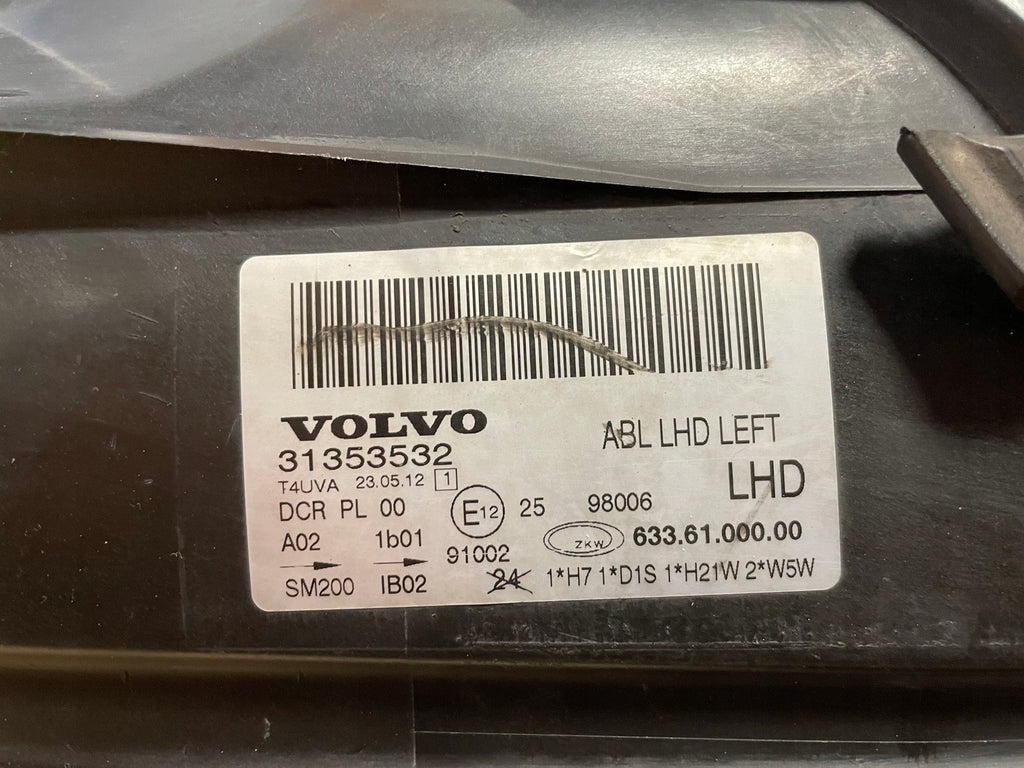 VOLVO
ABL LHD LEFT
31353532
LHD
T4UVA 23.05.12 1
DCR PL 00 E12 25 98006
A02 1b01 91002 ZKW 633.61.000.00
SM200 IB02 24 1*H7 1*D1S 1*H21W 2*W5W